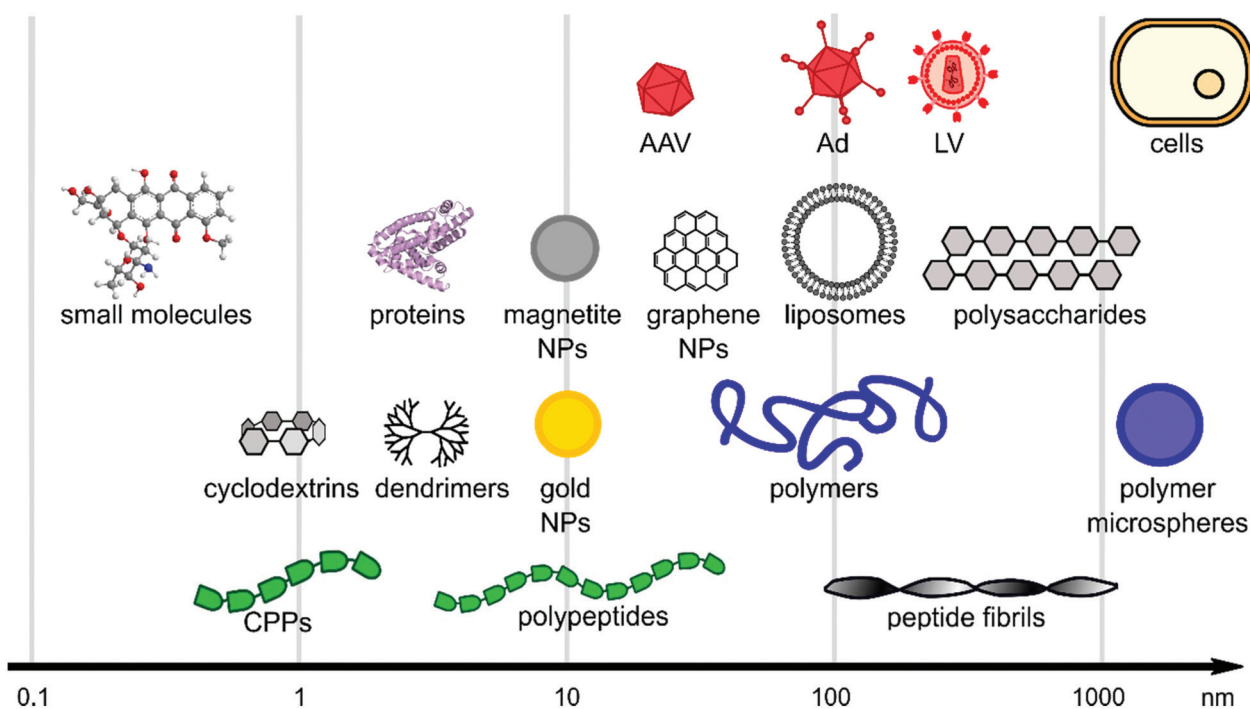 AAV
Ad
LV
cells
small molecules
proteins
magnetite
NPs
graphene
NPs
liposomes
polysaccharides
cyclodextrins
dendrimers
gold
NPs
polymers
polymer
microspheres
CPPs
polypeptides
peptide fibrils
0.1
1
10
100
1000
nm